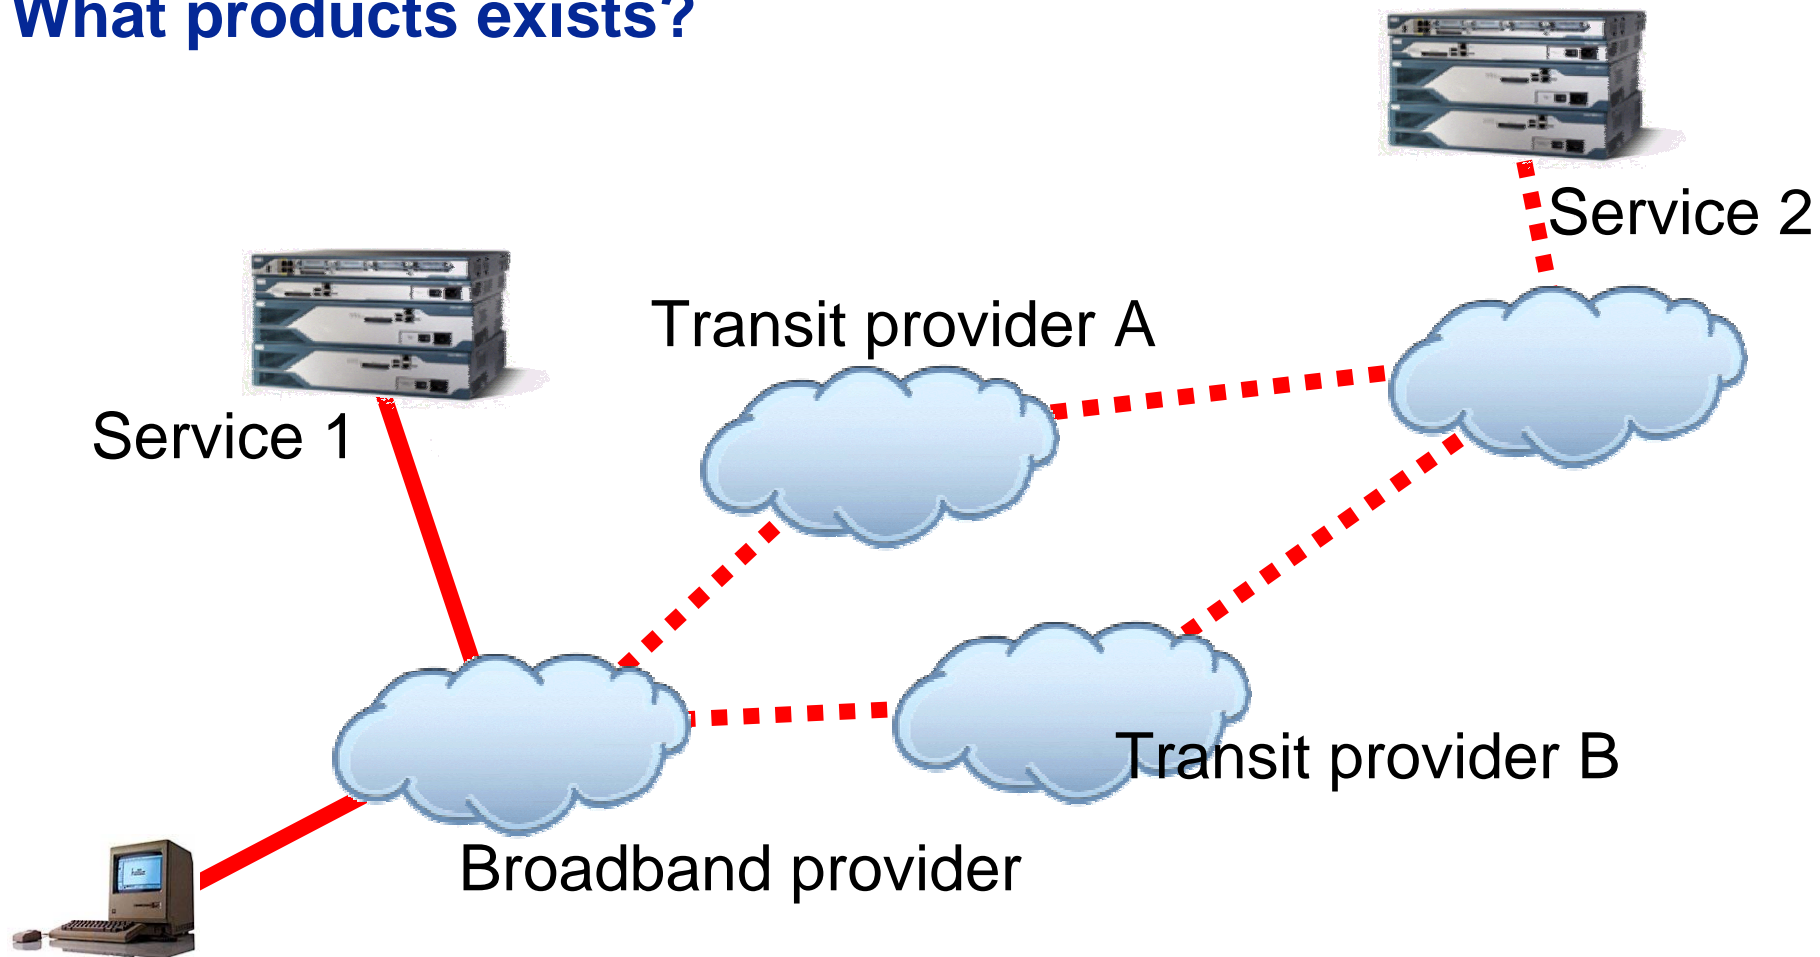 What products exists?
Service 2
Transit provider A
Service 1
Transit provider B
Broadband provider